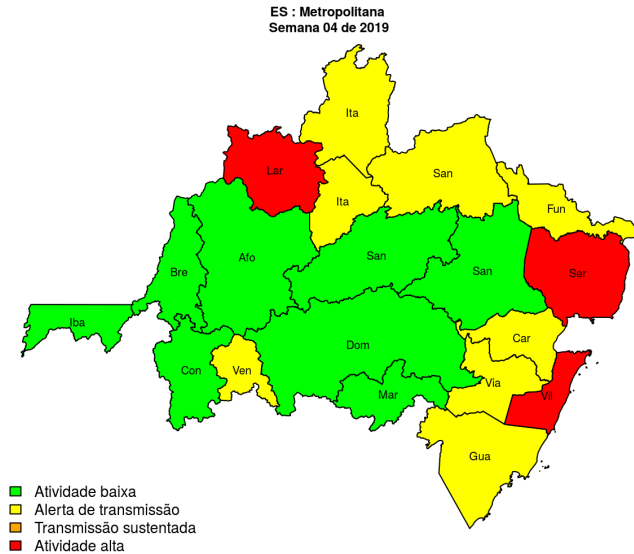 ES : Metropolitana
Semana 04 de 2019
Ita
Lar
San
Ita
Fun
Afo
San
San
Bre
Ser
Iba
Car
Dom
Con
Ven
Via
Mar
Vil
Gua
Atividade baixa
Alerta de transmissão
Transmissão sustentada
Atividade alta